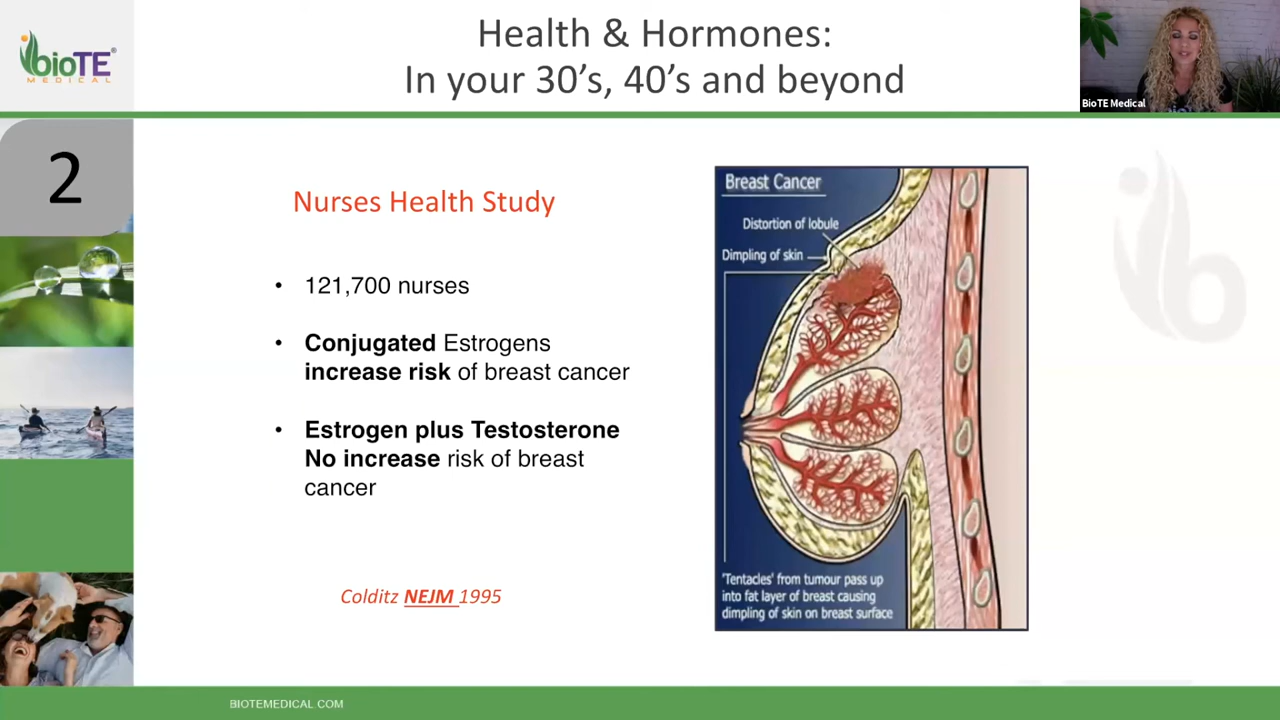 Health & Hormones:
In your 30's, 40's and beyond
bioTE®
MEDICAL
BioTE Medical
2
Nurses Health Study
• 121,700 nurses
• Conjugated Estrogens
increase risk of breast cancer
• Estrogen plus Testosterone
No increase risk of breast
cancer
Colditz NEJM 1995
Breast Cancer
Distortion of lobule
Dimpling of skin
'Tentacles' from tumour pass up
into fat layer of breast causing
dimpling of skin on breast surface
BIOTEMEDICAL.COM